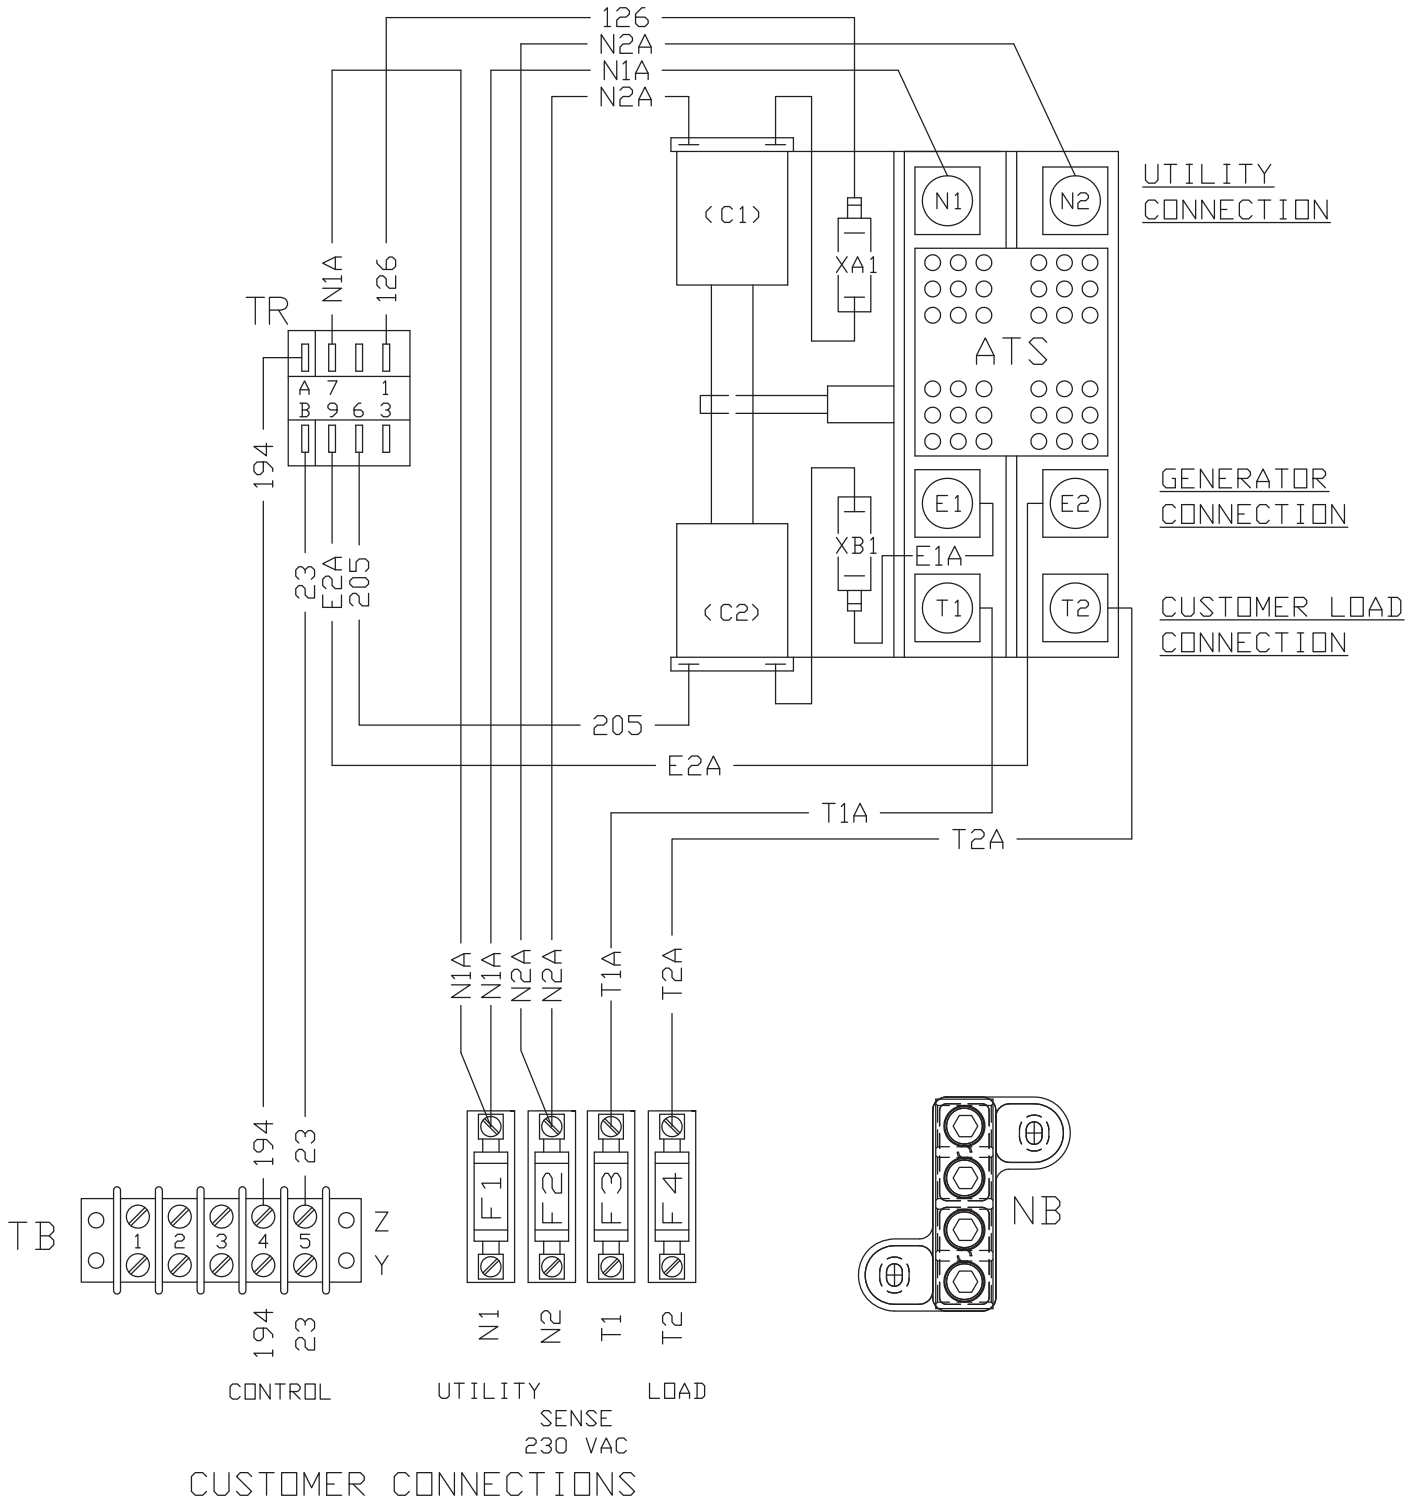 126
N2A
N1A
N2A
UTILITY
CONNECTION
N1
N2
(C1)
XA1
N1A
126
TR
ATS
A 7 1
B 9 6 3
194
GENERATOR
CONNECTION
E1
E2
XB1
E1A
23
E2A
205
CUSTOMER LOAD
CONNECTION
T1
T2
(C2)
205
E2A
T1A
T2A
N1A
N1A
N2A
N2A
T1A
T2A
194
23
F1
F2
F3
F4
NB
TB
1 2 3 4 5
Z
Y
194
23
N1
N2
T1
T2
CONTROL
UTILITY
LOAD
SENSE
230 VAC
CUSTOMER CONNECTIONS